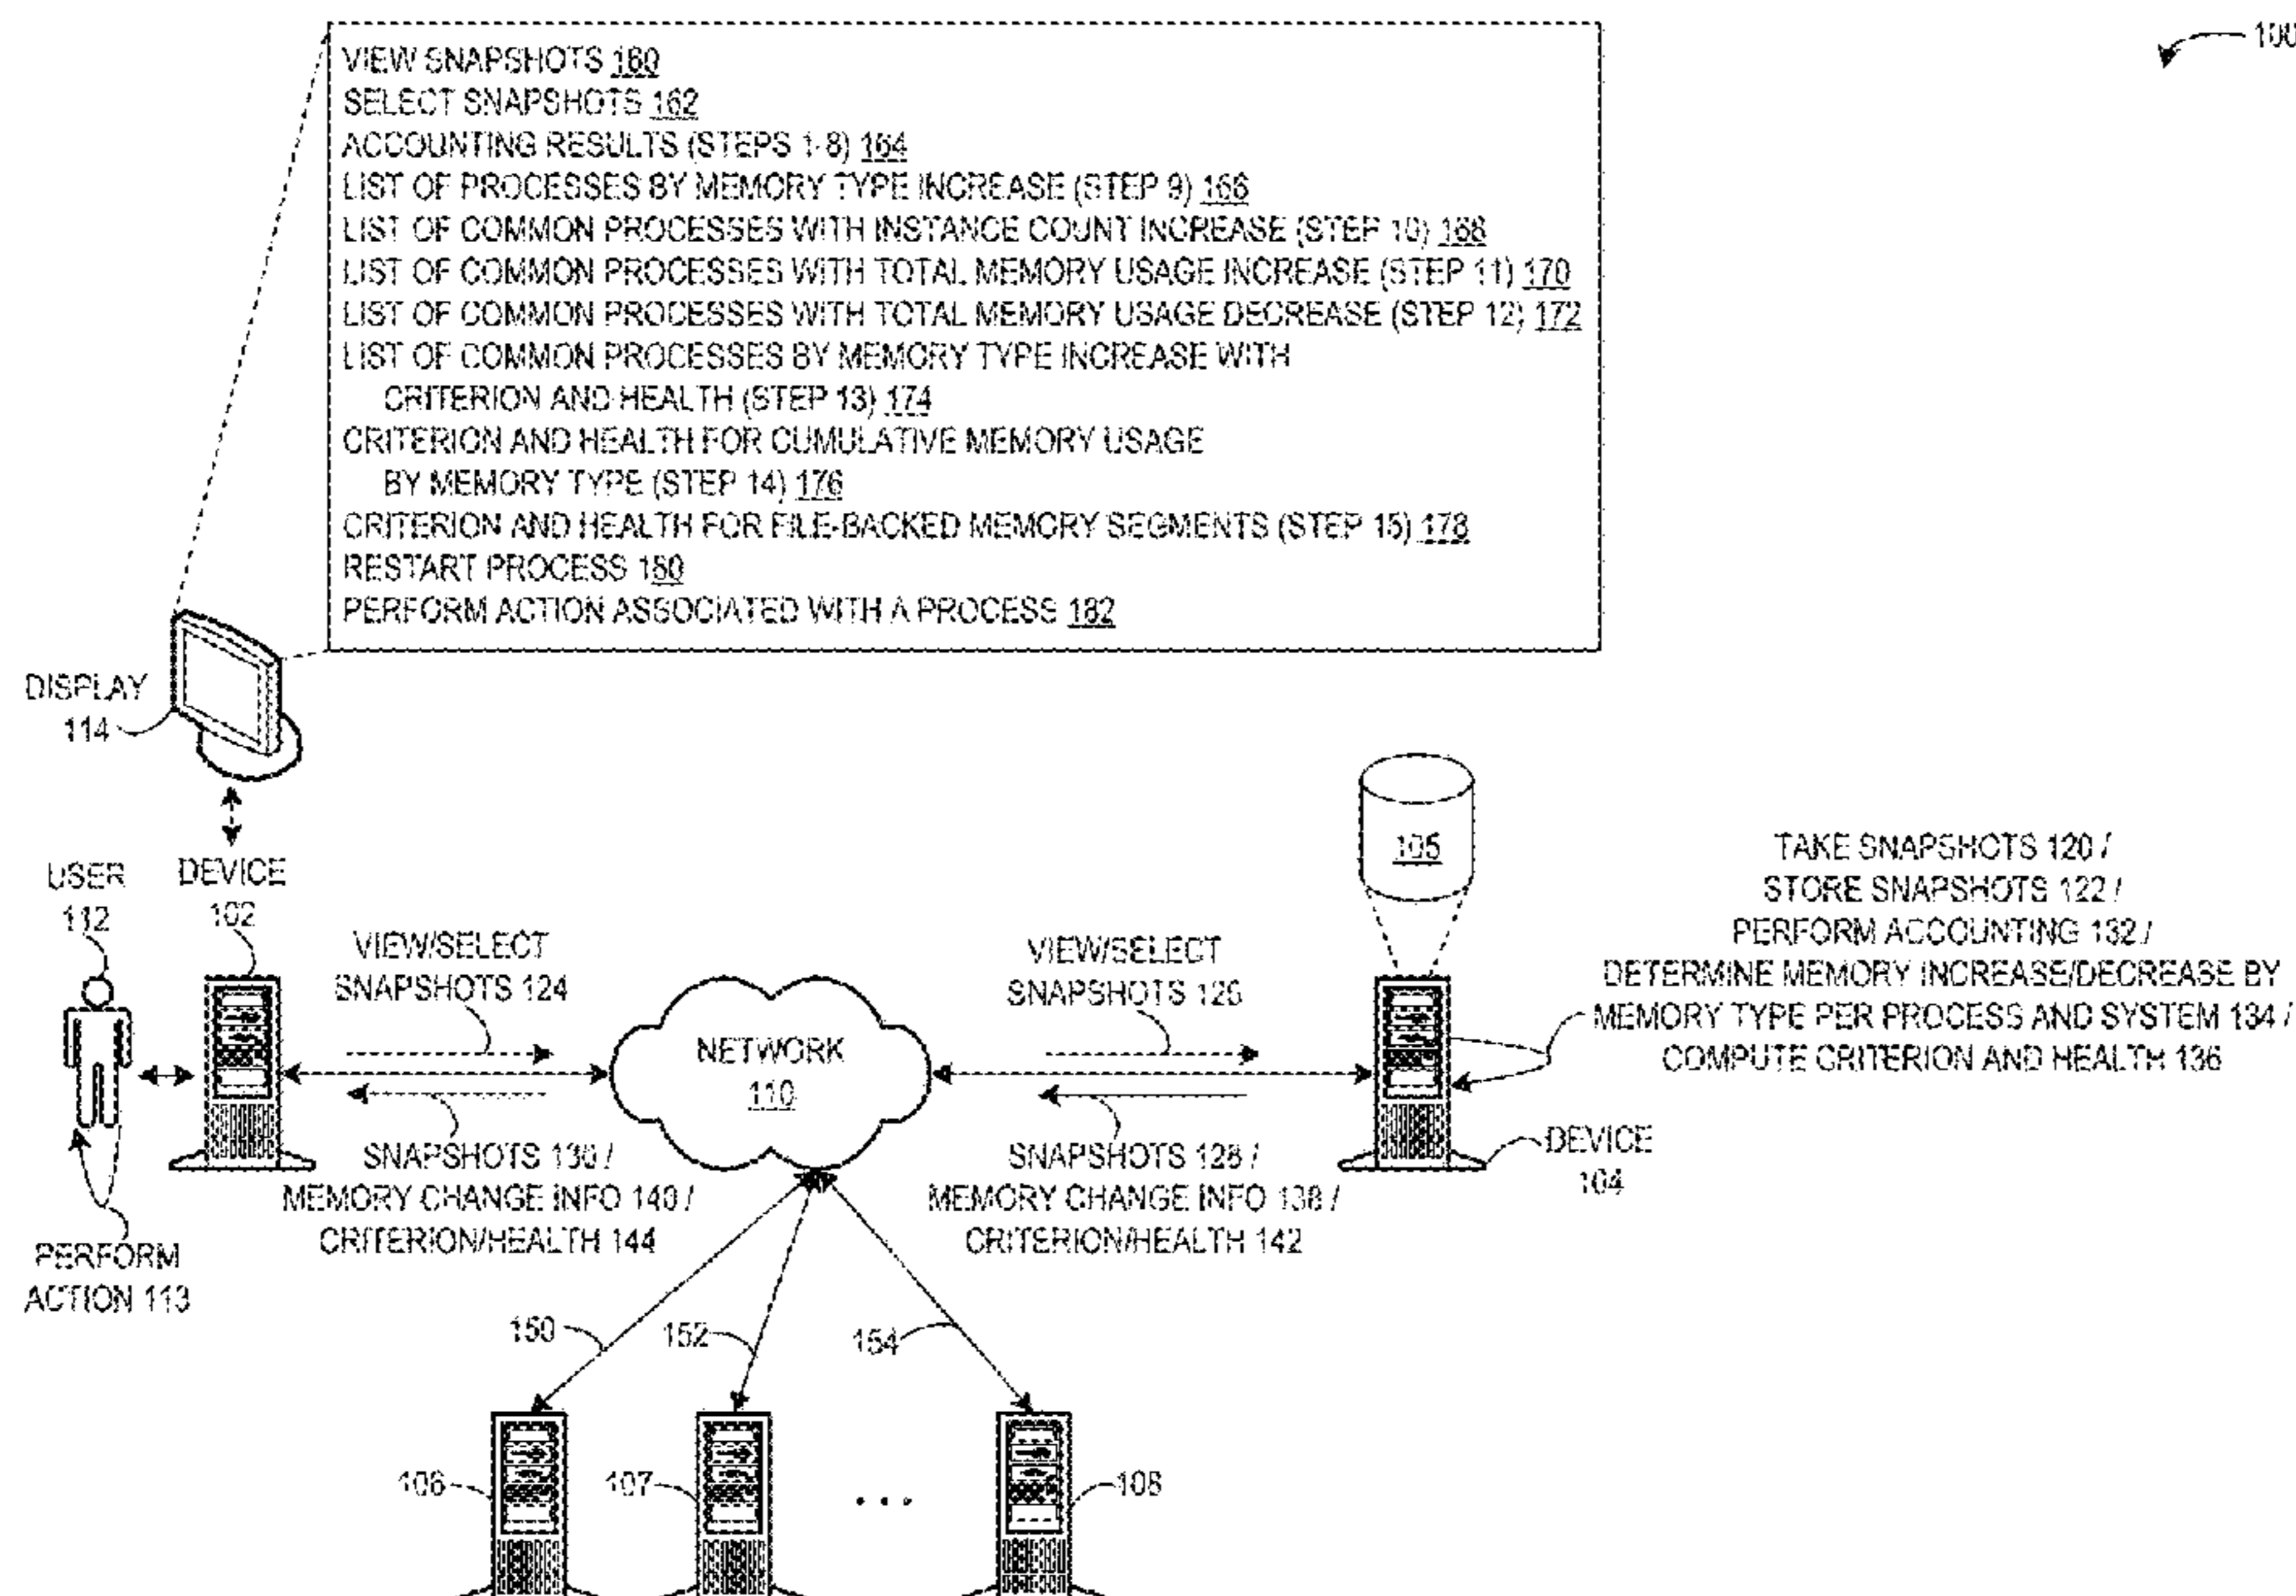 100
VIEW SNAPSHOTS 160
SELECT SNAPSHOTS 162
ACCOUNTING RESULTS (STEPS 1-8) 164
LIST OF PROCESSES BY MEMORY TYPE INCREASE (STEP 9) 166
LIST OF COMMON PROCESSES WITH INSTANCE COUNT INCREASE (STEP 10) 168
LIST OF COMMON PROCESSES WITH TOTAL MEMORY USAGE INCREASE (STEP 11) 170
LIST OF COMMON PROCESSES WITH TOTAL MEMORY USAGE DECREASE (STEP 12) 172
LIST OF COMMON PROCESSES BY MEMORY TYPE INCREASE WITH
CRITERION AND HEALTH (STEP 13) 174
CRITERION AND HEALTH FOR CUMULATIVE MEMORY USAGE
BY MEMORY TYPE (STEP 14) 176
CRITERION AND HEALTH FOR FILE-BACKED MEMORY SEGMENTS (STEP 15) 178
RESTART PROCESS 180
PERFORM ACTION ASSOCIATED WITH A PROCESS 182
DISPLAY
114
USER
112
DEVICE
102
VIEW/SELECT
SNAPSHOTS 124
NETWORK
110
VIEW/SELECT
SNAPSHOTS 126
105
TAKE SNAPSHOTS 120 /
STORE SNAPSHOTS 122 /
PERFORM ACCOUNTING 132 /
DETERMINE MEMORY INCREASE/DECREASE BY
MEMORY TYPE PER PROCESS AND SYSTEM 134 /
COMPUTE CRITERION AND HEALTH 136
DEVICE
104
SNAPSHOTS 130 /
MEMORY CHANGE INFO 140 /
CRITERION/HEALTH 144
SNAPSHOTS 128 /
MEMORY CHANGE INFO 138 /
CRITERION/HEALTH 142
PERFORM
ACTION 113
150
152
154
106
107
. . .
108